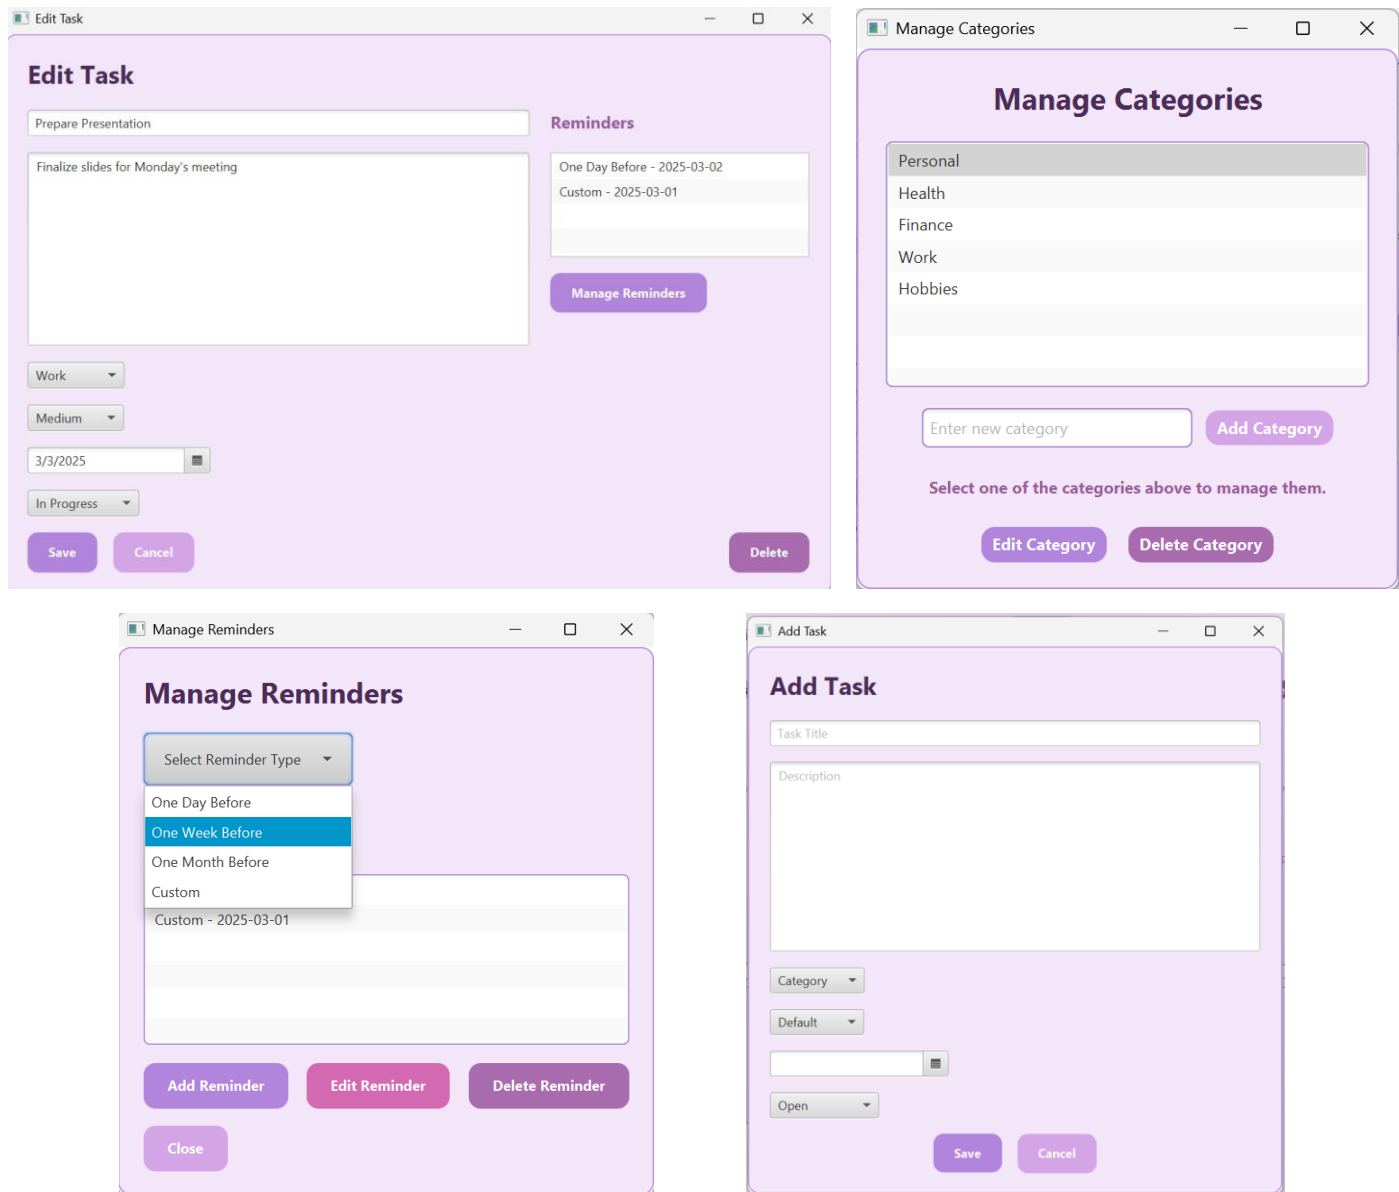 Edit Task
Edit Task
Prepare Presentation
Finalize slides for Monday's meeting
Work
Medium
3/3/2025
In Progress
Save
Cancel
Reminders
One Day Before - 2025-03-02
Custom - 2025-03-01
Manage Reminders
Delete
Manage Categories
Manage Categories
Personal
Health
Finance
Work
Hobbies
Enter new category
Add Category
Select one of the categories above to manage them.
Edit Category
Delete Category
Manage Reminders
Manage Reminders
Select Reminder Type
One Day Before
One Week Before
One Month Before
Custom
Custom - 2025-03-01
Add Reminder
Edit Reminder
Delete Reminder
Close
Add Task
Add Task
Task Title
Description
Category
Default
Open
Save
Cancel